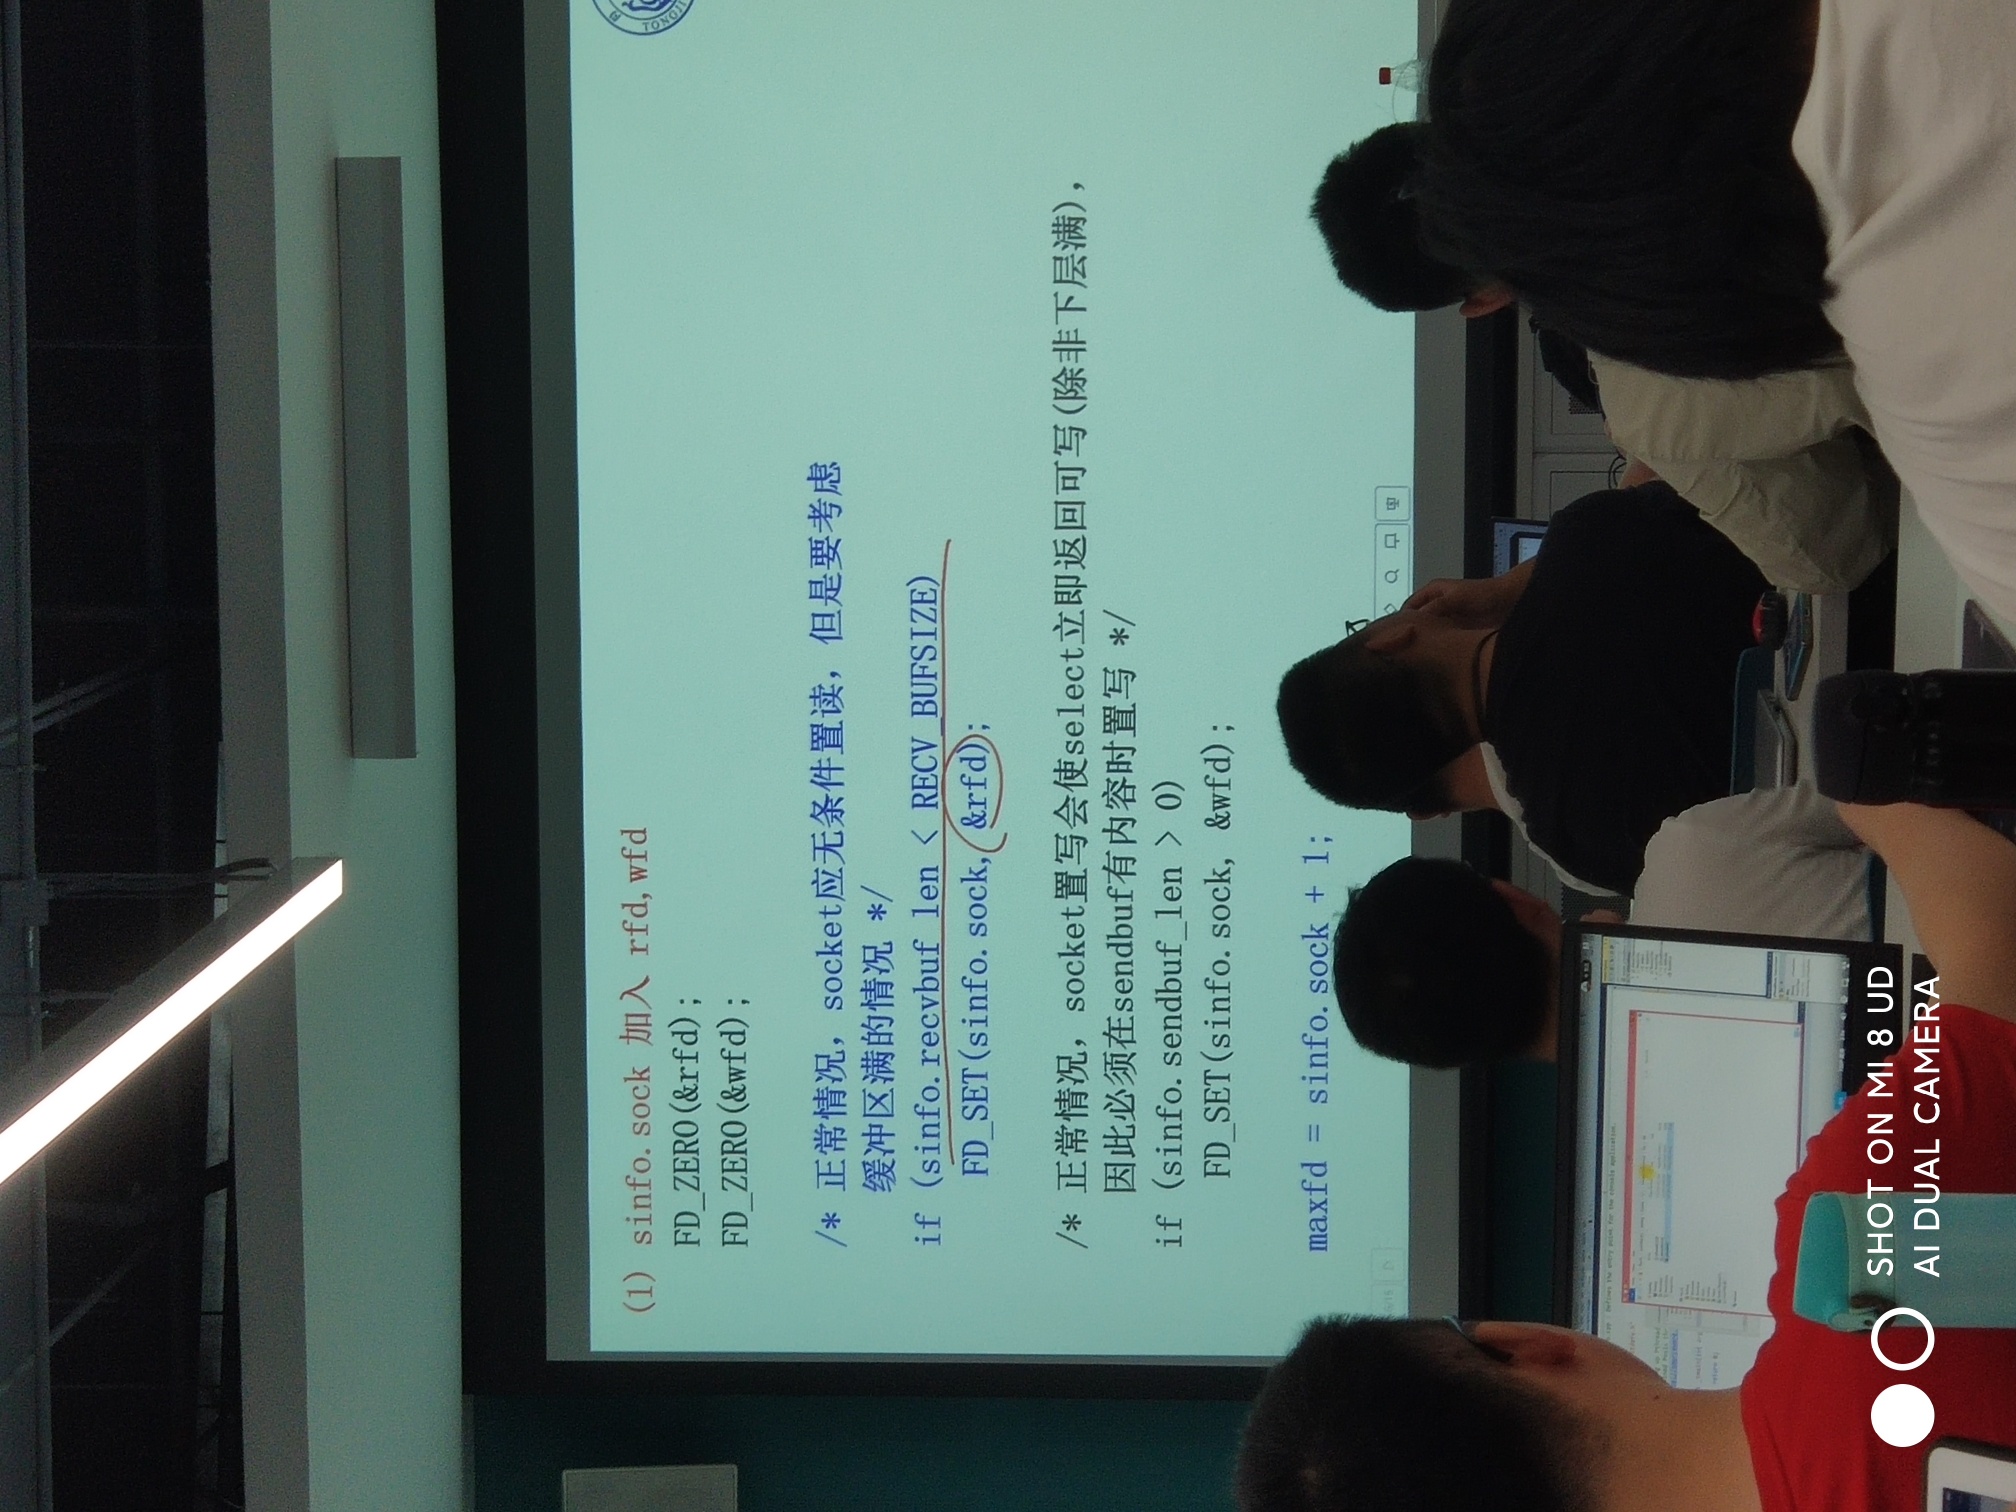 (1) sinfo.sock 加入 rfd,wfd
FD_ZERO(&rfd);
FD_ZERO(&wfd);
/* 正常情况，socket应无条件置读，但是要考虑
缓冲区满的情况 */
if (sinfo.recvbuf_len < RECV_BUFSIZE)
FD_SET(sinfo.sock, &rfd);
/* 正常情况，socket置写会使select立即返回可写(除非下层满)，
因此必须在sendbuf有内容时置写 */
if (sinfo.sendbuf_len > 0)
FD_SET(sinfo.sock, &wfd);
maxfd = sinfo.sock + 1;
TONGJI
SHOT ON MI 8 UD
AI DUAL CAMERA